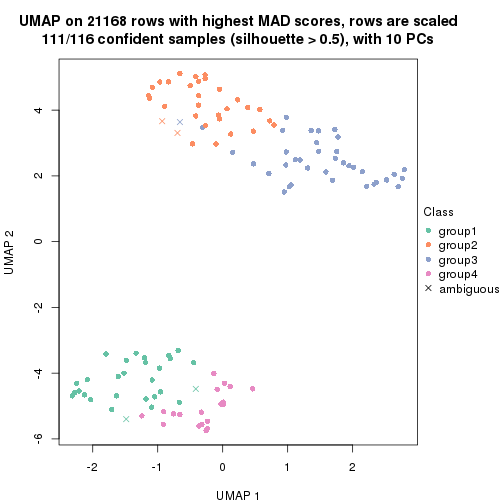 UMAP on 21168 rows with highest MAD scores, rows are scaled
111/116 confident samples (silhouette > 0.5), with 10 PCs
4
2
0
-2
-4
-6
UMAP 2
-2
-1
0
1
2
UMAP 1
Class
group1
group2
group3
group4
ambiguous